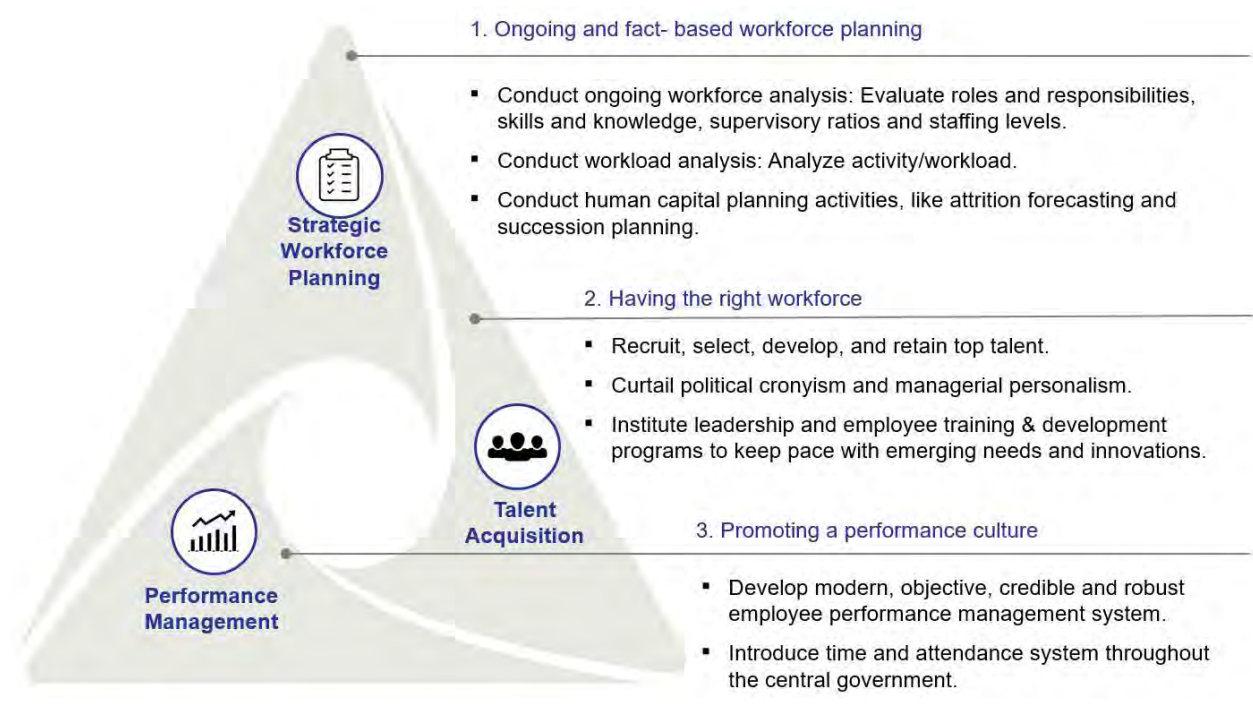 1. Ongoing and fact- based workforce planning
▪ Conduct ongoing workforce analysis: Evaluate roles and responsibilities,
skills and knowledge, supervisory ratios and staffing levels.
▪ Conduct workload analysis: Analyze activity/workload.
▪ Conduct human capital planning activities, like attrition forecasting and
succession planning.
Strategic
Workforce
Planning
2. Having the right workforce
▪ Recruit, select, develop, and retain top talent.
▪ Curtail political cronyism and managerial personalism.
▪ Institute leadership and employee training & development
programs to keep pace with emerging needs and innovations.
Talent
Acquisition
3. Promoting a performance culture
▪ Develop modern, objective, credible and robust
employee performance management system.
▪ Introduce time and attendance system throughout
the central government.
Performance
Management